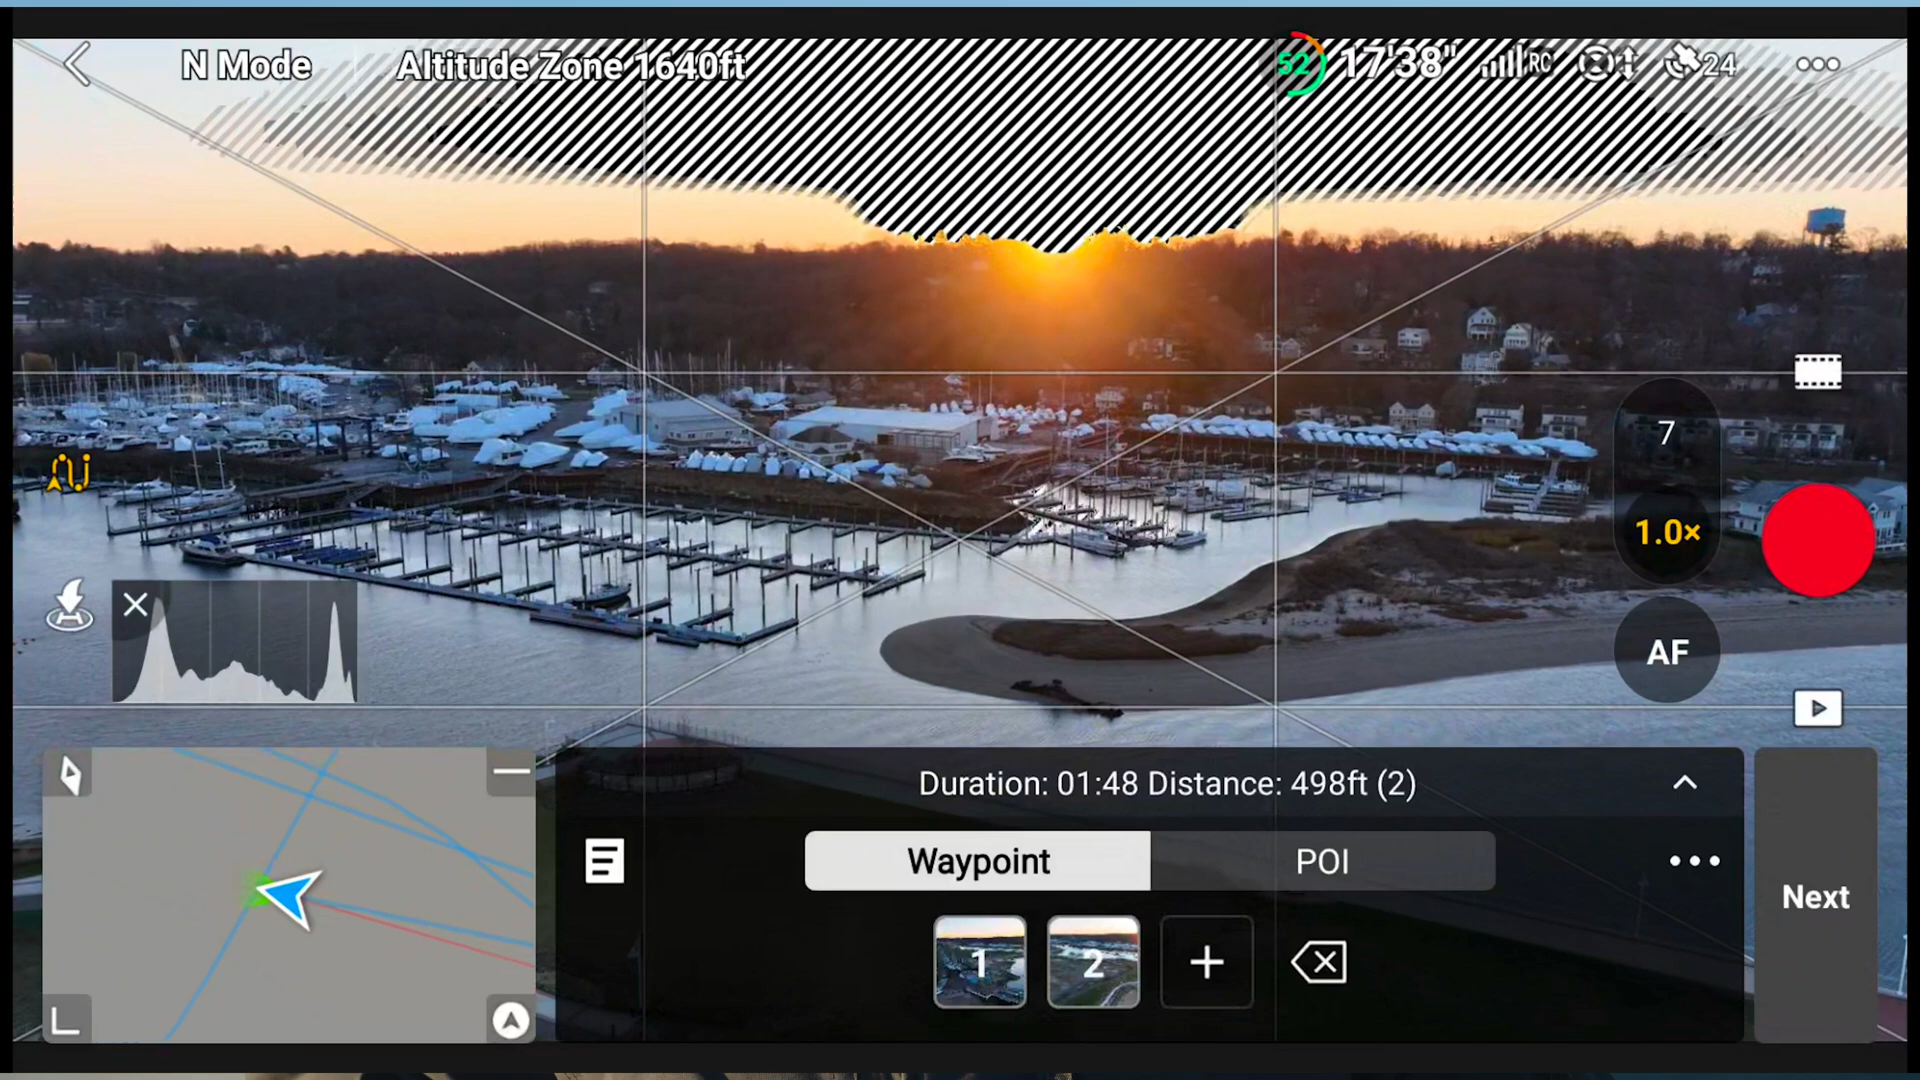 N Mode
Altitude Zone 1640ft
52
17'38"
RC
24
7
1.0×
AF
Duration: 01:48 Distance: 498ft (2)
Waypoint
POI
Next
1
2